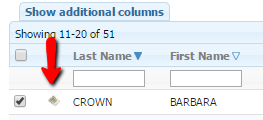 Show additional columns
Showing 11-20 of 51
Last Name First Name
CROWN BARBARA